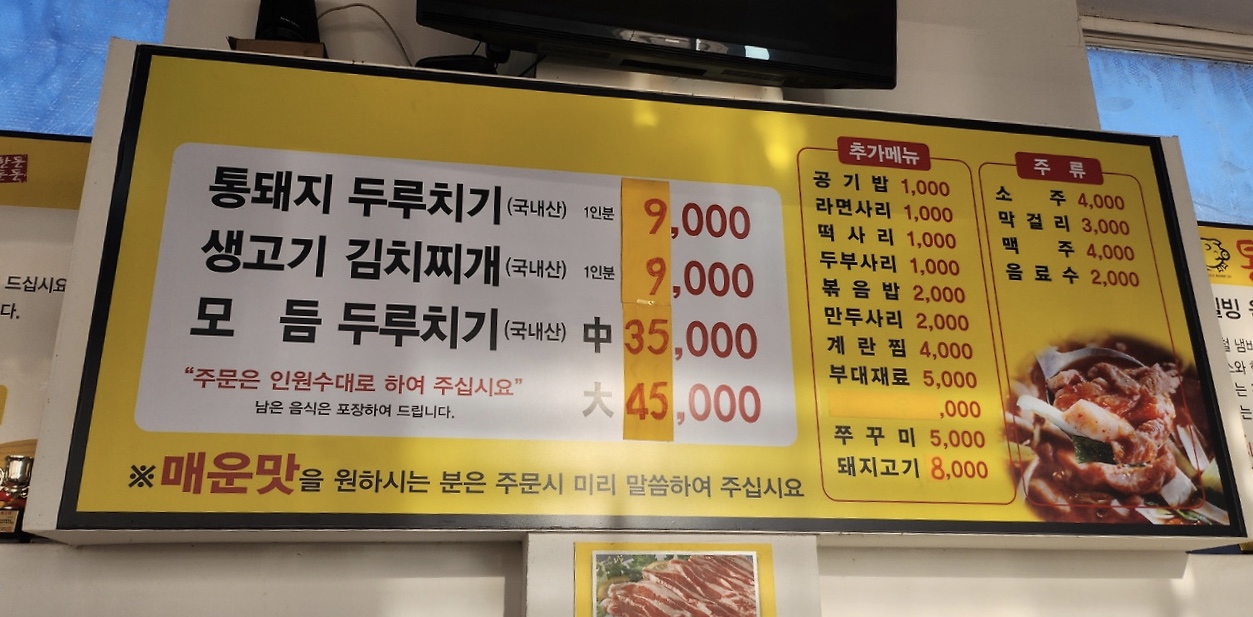 통돼지 두루치기(국내산) 1인분 9,000
생고기 김치찌개(국내산) 1인분 9,000
모 듬 두루치기(국내산) 中 35,000
大 45,000
“주문은 인원수대로 하여 주십시요”
남은 음식은 포장하여 드립니다.
※매운맛을 원하시는 분은 주문시 미리 말씀하여 주십시요
추가메뉴
공 기 밥 1,000
라면사리 1,000
떡 사 리 1,000
두부사리 1,000
볶 음 밥 2,000
만두사리 2,000
계 란 찜 4,000
부대재료 5,000
,000
쭈 꾸 미 5,000
돼지고기 8,000
주 류
소 주 4,000
막 걸 리 3,000
맥 주 4,000
음 료 수 2,000
드십시요
다.